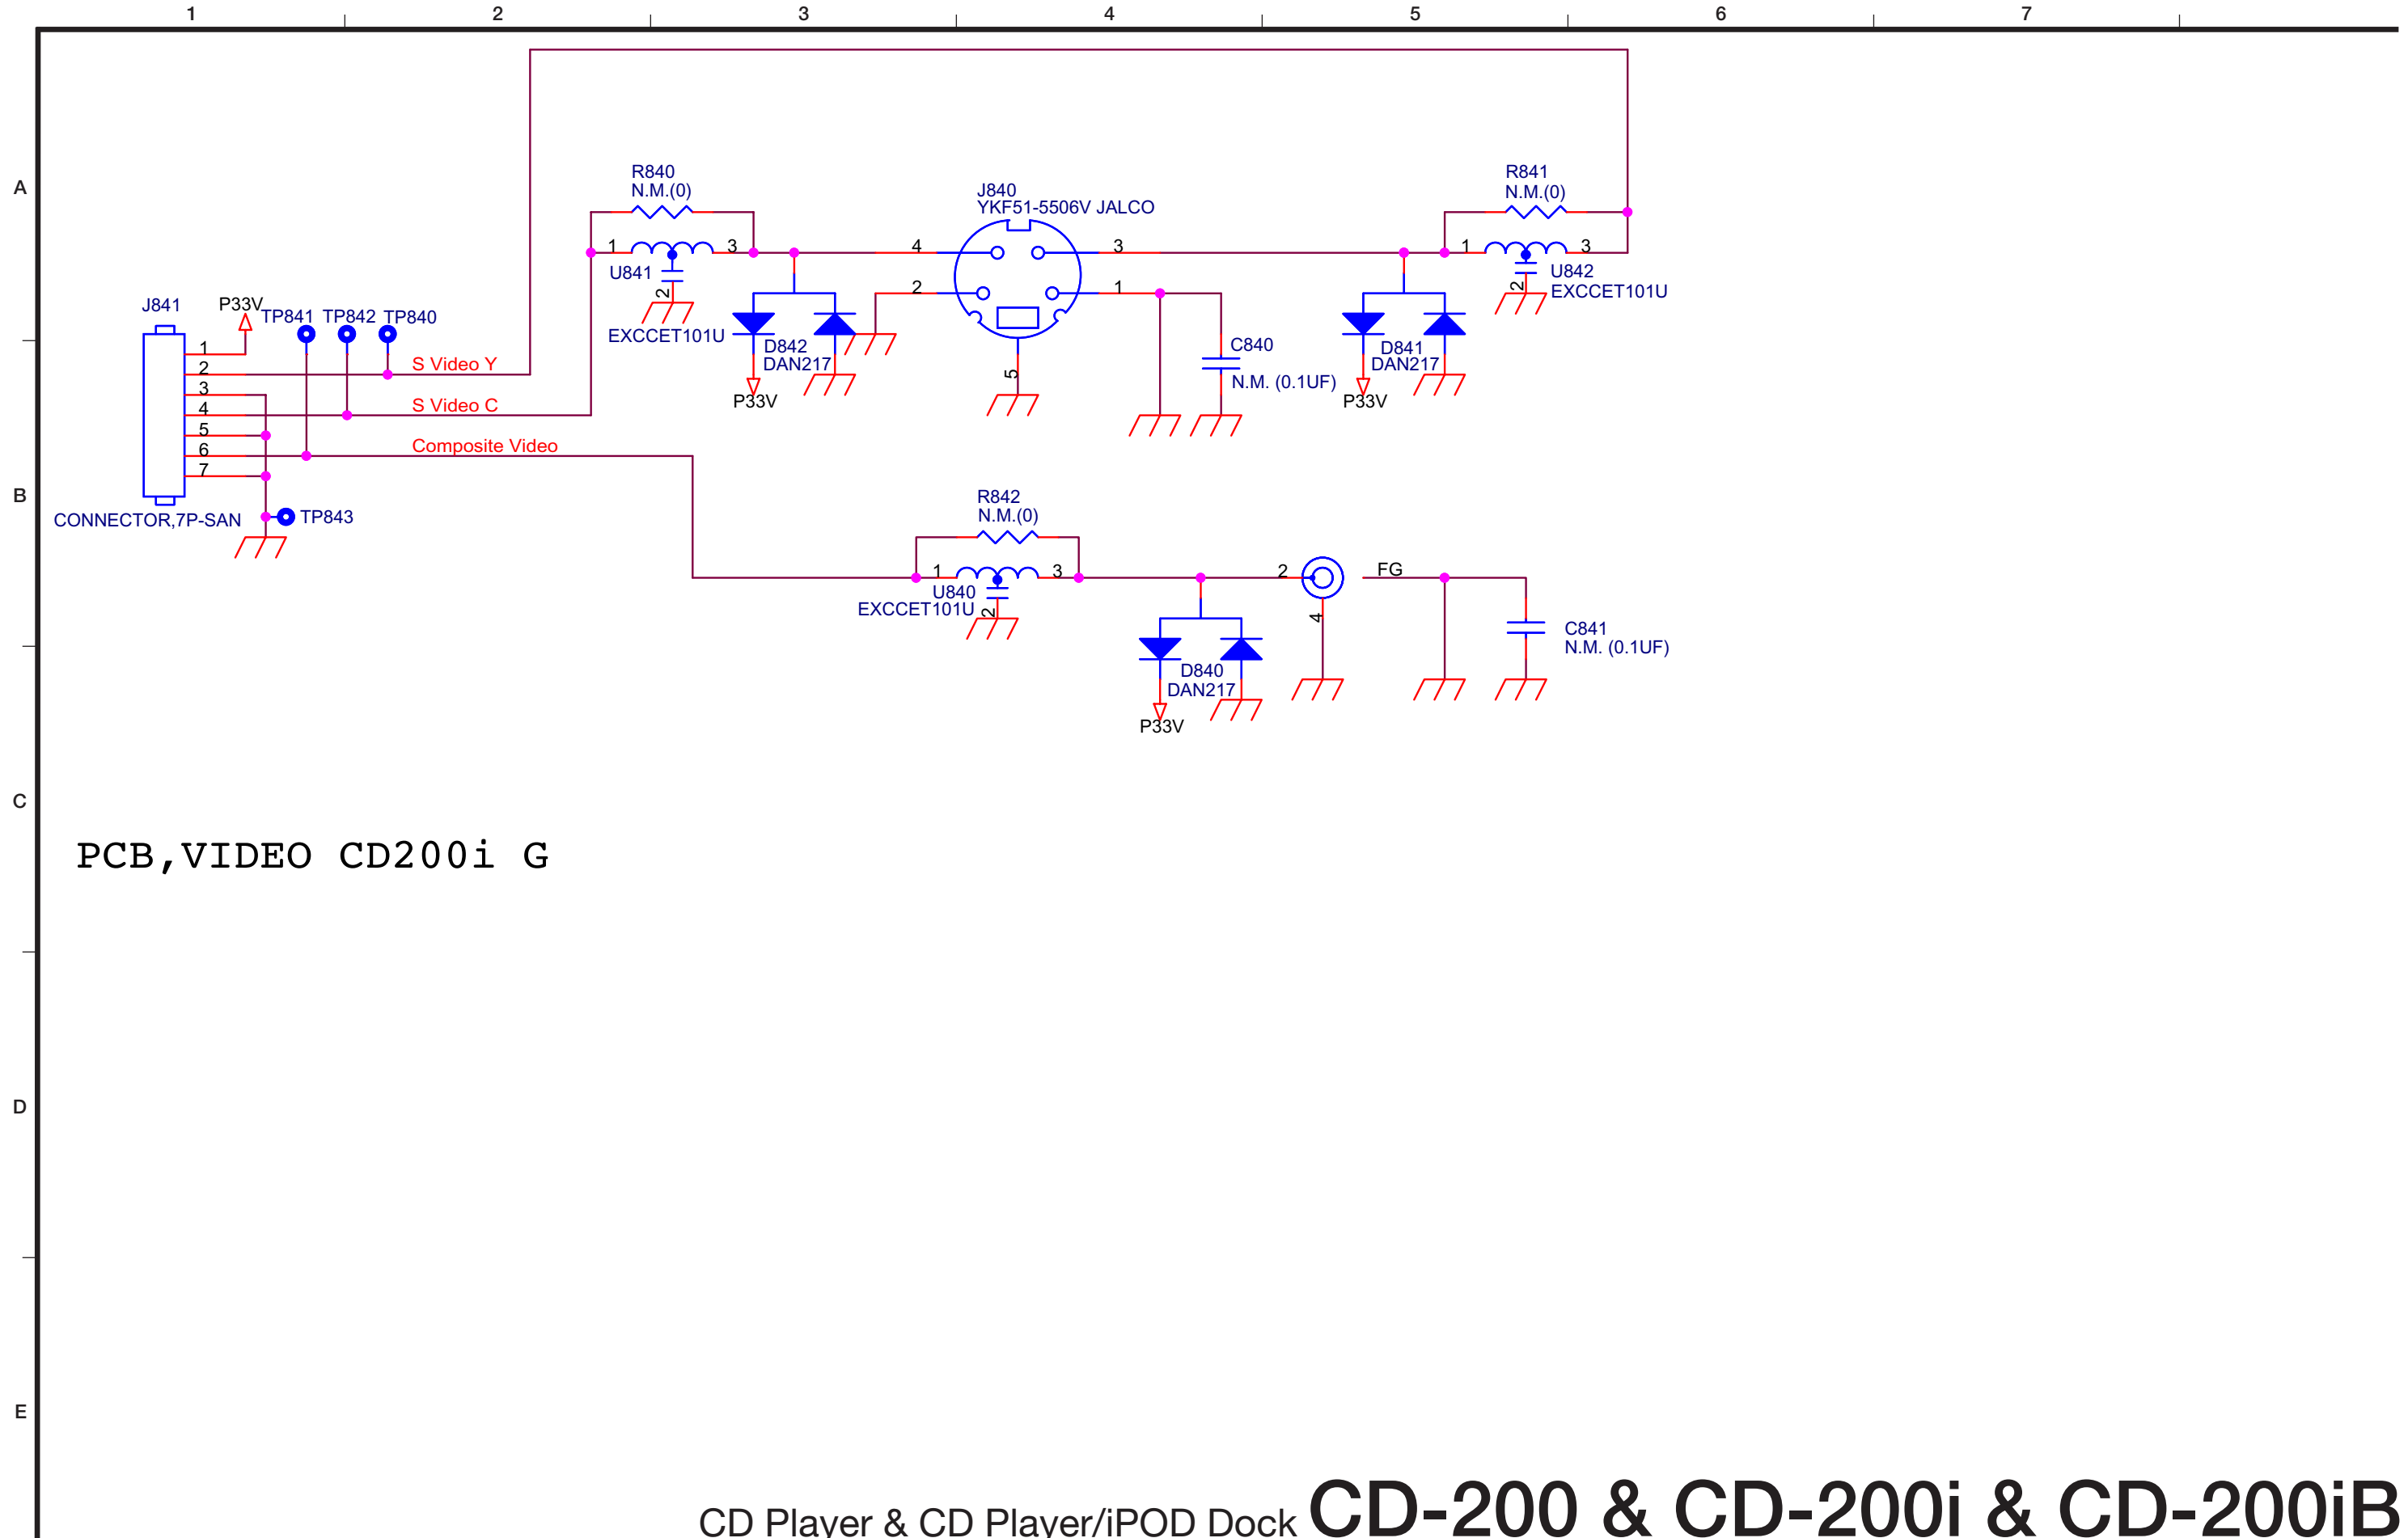 1 2 3 4 5 6 7
A
B
C
D
E
R840
N.M.(0)
1
3
U841
2
EXCCET101U
J840
YKF51-5506V JALCO
4
3
2
1
5
R841
N.M.(0)
1
3
U842
2
EXCCET101U
D842
DAN217
P33V
C840
N.M. (0.1UF)
D841
DAN217
P33V
J841
P33V
TP841 TP842 TP840
1
2
3
4
5
6
7
S Video Y
S Video C
Composite Video
CONNECTOR,7P-SAN
TP843
R842
N.M.(0)
1
3
U840
EXCCET101U
2
2
FG
4
D840
DAN217
P33V
C841
N.M. (0.1UF)
PCB,VIDEO CD200i G
CD Player & CD Player/iPOD Dock CD-200 & CD-200i & CD-200iB